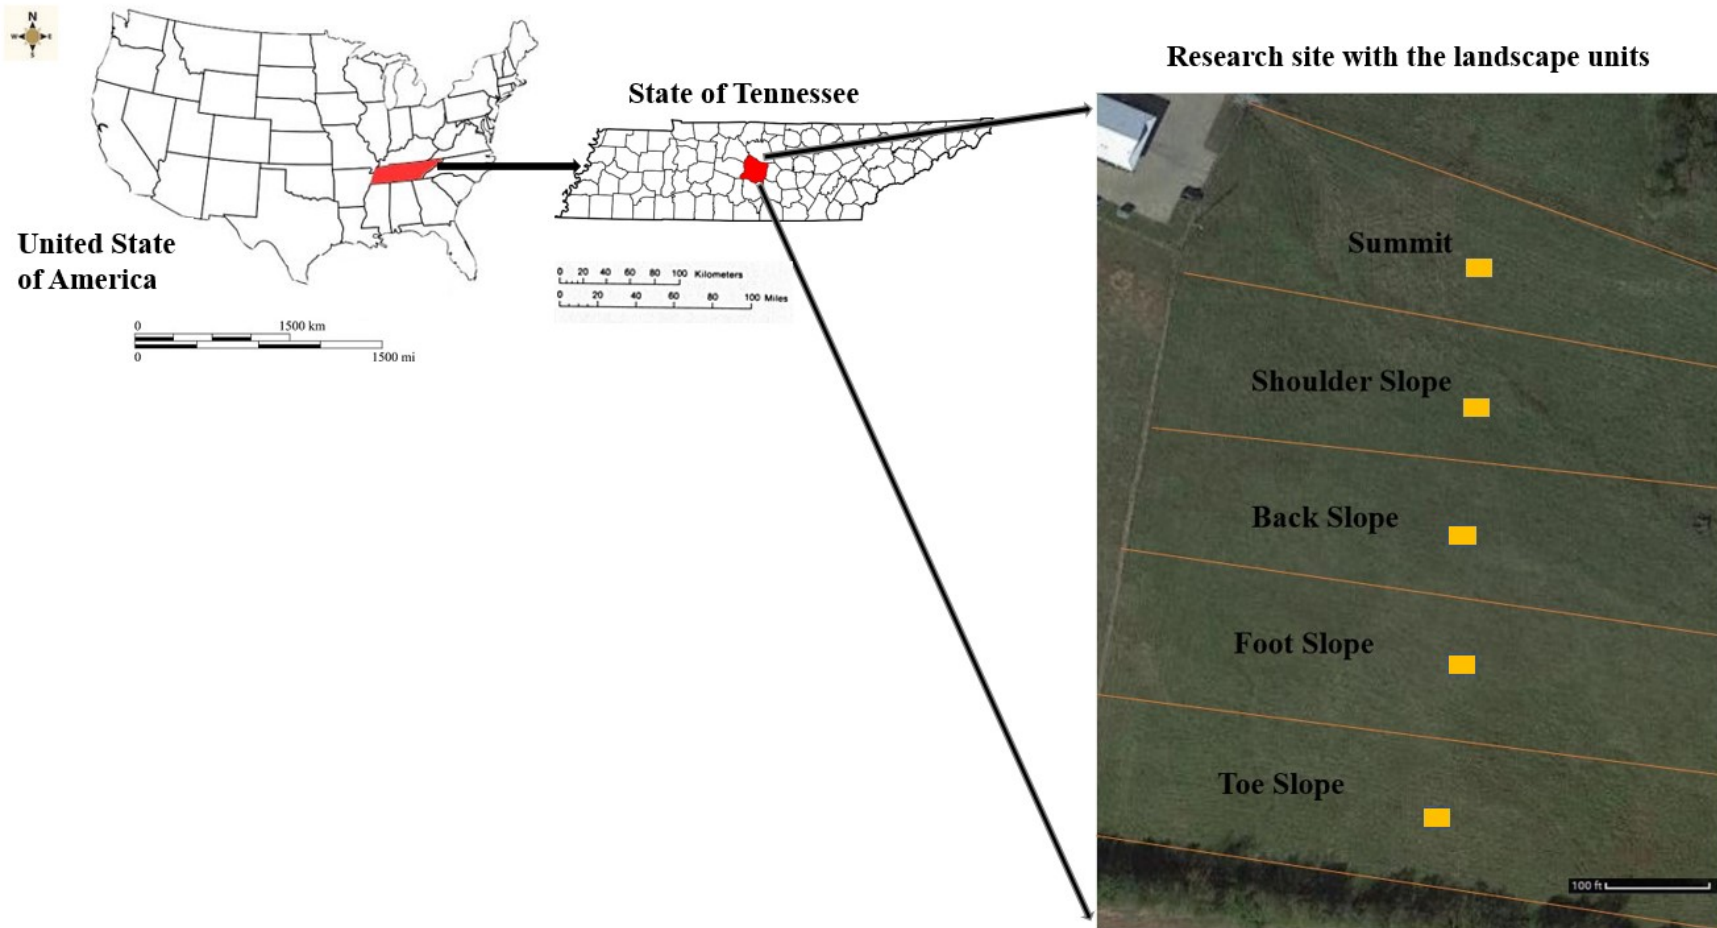 N
W E
S
Research site with the landscape units
State of Tennessee
United State
of America
0 20 40 60 80 100 Kilometers
0 20 40 60 80 100 Miles
0 1500 km
0 1500 mi
Summit
Shoulder Slope
Back Slope
Foot Slope
Toe Slope
100 ft